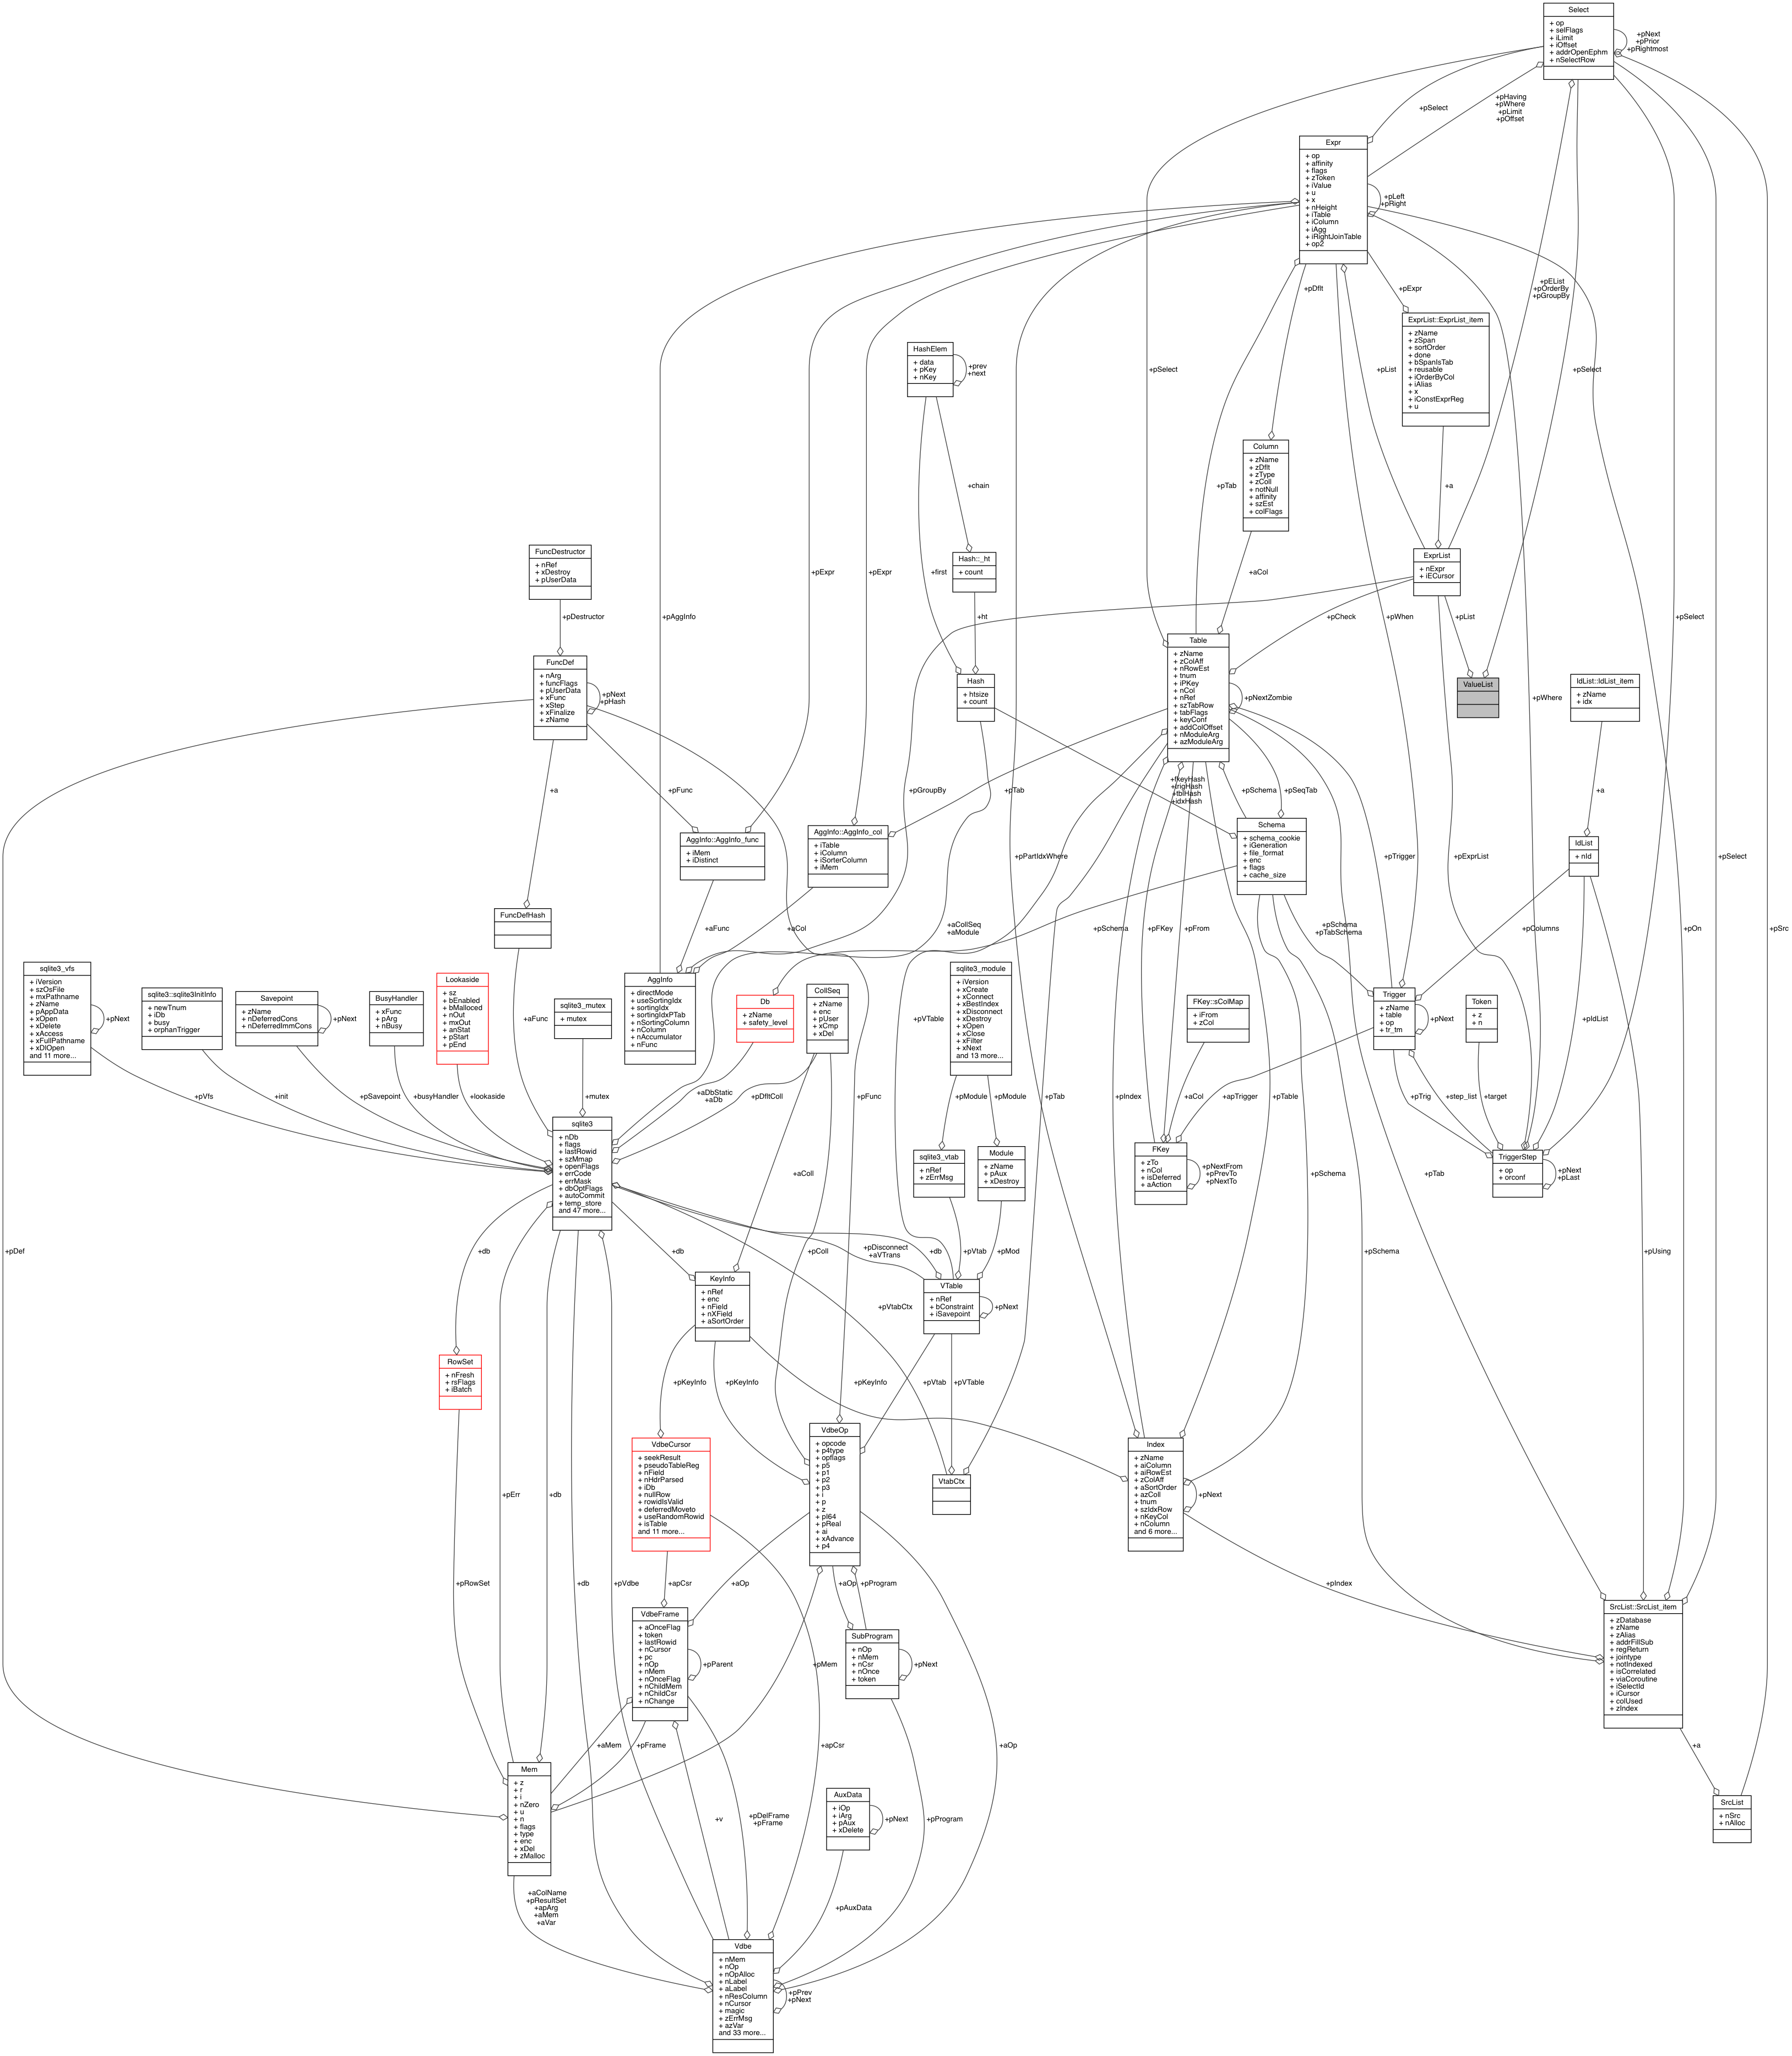 Select
+ op
+ selFlags
+ iLimit
+ iOffset
+ addrOpenEphm
+ nSelectRow
+pNext
+pPrior
+pRightmost
+pSelect
+pHaving
+pWhere
+pLimit
+pOffset
Expr
+ op
+ affinity
+ flags
+ zToken
+ iValue
+ u
+ x
+ nHeight
+ iTable
+ iColumn
+ iAgg
+ iRightJoinTable
+ op2
+pLeft
+pRight
+pDflt
+pExpr
+pEList
+pOrderBy
+pGroupBy
ExprList::ExprList_item
+ zName
+ zSpan
+ sortOrder
+ done
+ bSpanIsTab
+ reusable
+ iOrderByCol
+ iAlias
+ x
+ iConstExprReg
+ u
HashElem
+ data
+ pKey
+ nKey
+prev
+next
+pSelect
+pList
+pSelect
Column
+ zName
+ zDflt
+ zType
+ zColl
+ notNull
+ affinity
+ szEst
+ colFlags
+chain
+pTab
+a
FuncDestructor
+ nRef
+ xDestroy
+ pUserData
Hash::_ht
+ count
ExprList
+ nExpr
+ iECursor
+pExpr
+pExpr
+first
+aCol
+pDestructor
+pAggInfo
+ht
+pCheck
+pWhen
+pList
+pSelect
Table
+ zName
+ zColAff
+ nRowEst
+ tnum
+ iPKey
+ nCol
+ nRef
+ szTabRow
+ tabFlags
+ keyConf
+ addColOffset
+ nModuleArg
+ azModuleArg
+pNextZombie
FuncDef
+ nArg
+ funcFlags
+ pUserData
+ xFunc
+ xStep
+ xFinalize
+ zName
+pNext
+pHash
Hash
+ htsize
+ count
ValueList
IdList::IdList_item
+ zName
+ idx
+pWhere
+a
+pFunc
+pGroupBy
+pTab
+fkeyHash
+trigHash
+tblHash
+idxHash
+pSchema
+pSeqTab
+a
AggInfo::AggInfo_func
+ iMem
+ iDistinct
AggInfo::AggInfo_col
+ iTable
+ iColumn
+ iSorterColumn
+ iMem
Schema
+ schema_cookie
+ iGeneration
+ file_format
+ enc
+ flags
+ cache_size
IdList
+ nId
+pPartIdxWhere
+pTrigger
+pExprList
+pSelect
FuncDefHash
+aFunc
+aCol
+aCollSeq
+aModule
+pSchema
+pFKey
+pFrom
+pSchema
+pTabSchema
+pColumns
+pOn
+pSrc
sqlite3_vfs
+ iVersion
+ szOsFile
+ mxPathname
+ zName
+ pAppData
+ xOpen
+ xDelete
+ xAccess
+ xFullPathname
+ xDlOpen
and 11 more...
+pNext
sqlite3::sqlite3InitInfo
+ newTnum
+ iDb
+ busy
+ orphanTrigger
Savepoint
+ zName
+ nDeferredCons
+ nDeferredImmCons
+pNext
BusyHandler
+ xFunc
+ pArg
+ nBusy
Lookaside
+ sz
+ bEnabled
+ bMalloced
+ nOut
+ mxOut
+ anStat
+ pStart
+ pEnd
+aFunc
sqlite3_mutex
+ mutex
AggInfo
+ directMode
+ useSortingIdx
+ sortingIdx
+ sortingIdxPTab
+ nSortingColumn
+ nColumn
+ nAccumulator
+ nFunc
Db
+ zName
+ safety_level
CollSeq
+ zName
+ enc
+ pUser
+ xCmp
+ xDel
+pVTable
sqlite3_module
+ iVersion
+ xCreate
+ xConnect
+ xBestIndex
+ xDisconnect
+ xDestroy
+ xOpen
+ xClose
+ xFilter
+ xNext
and 13 more...
+pTab
FKey::sColMap
+ iFrom
+ zCol
+pIndex
+pTable
Trigger
+ zName
+ table
+ op
+ tr_tm
+pNext
Token
+ z
+ n
+pIdList
+pVfs
+init
+pSavepoint
+busyHandler
+lookaside
+mutex
+aDbStatic
+aDb
+pDfltColl
+pFunc
+pModule
+pModule
+aCol
+apTrigger
+pTrig
+step_list
+target
sqlite3
+ nDb
+ flags
+ lastRowid
+ szMmap
+ openFlags
+ errCode
+ errMask
+ dbOptFlags
+ autoCommit
+ temp_store
and 47 more...
+aColl
sqlite3_vtab
+ nRef
+ zErrMsg
Module
+ zName
+ pAux
+ xDestroy
FKey
+ zTo
+ nCol
+ isDeferred
+ aAction
+pNextFrom
+pPrevTo
+pNextTo
+pSchema
TriggerStep
+ op
+ orconf
+pNext
+pLast
+pDef
+db
+db
+pDisconnect
+aVTrans
+db
+pColl
+pVtab
+pMod
+pSchema
+pTab
+pUsing
KeyInfo
+ nRef
+ enc
+ nField
+ nXField
+ aSortOrder
+pVtabCtx
VTable
+ nRef
+ bConstraint
+ iSavepoint
+pNext
RowSet
+ nFresh
+ rsFlags
+ iBatch
+pKeyInfo
+pKeyInfo
+pKeyInfo
+pVtab
+pVTable
VdbeCursor
+ seekResult
+ pseudoTableReg
+ nField
+ nHdrParsed
+ iDb
+ nullRow
+ rowidIsValid
+ deferredMoveto
+ useRandomRowid
+ isTable
and 11 more...
VdbeOp
+ opcode
+ p4type
+ opflags
+ p5
+ p1
+ p2
+ p3
+ i
+ p
+ z
+ pI64
+ pReal
+ ai
+ xAdvance
+ p4
VtabCtx
Index
+ zName
+ aiColumn
+ aiRowEst
+ zColAff
+ aSortOrder
+ azColl
+ tnum
+ szIdxRow
+ nKeyCol
+ nColumn
and 6 more...
+pNext
+pErr
+db
+pRowSet
+db
+pVdbe
+apCsr
+aOp
+aOp
+pProgram
+pIndex
VdbeFrame
+ aOnceFlag
+ token
+ lastRowid
+ nCursor
+ pc
+ nOp
+ nMem
+ nOnceFlag
+ nChildMem
+ nChildCsr
+ nChange
+pParent
+pMem
SubProgram
+ nOp
+ nMem
+ nCsr
+ nOnce
+ token
+pNext
SrcList::SrcList_item
+ zDatabase
+ zName
+ zAlias
+ addrFillSub
+ regReturn
+ jointype
+ notIndexed
+ isCorrelated
+ viaCoroutine
+ iSelectId
+ iCursor
+ colUsed
+ zIndex
+aMem
+pFrame
+apCsr
+aOp
+a
Mem
+ z
+ r
+ i
+ nZero
+ u
+ n
+ flags
+ type
+ enc
+ xDel
+ zMalloc
+v
+pDelFrame
+pFrame
AuxData
+ iOp
+ iArg
+ pAux
+ xDelete
+pNext
+pProgram
SrcList
+ nSrc
+ nAlloc
+aColName
+pResultSet
+apArg
+aMem
+aVar
+pAuxData
Vdbe
+ nMem
+ nOp
+ nOpAlloc
+ nLabel
+ aLabel
+ nResColumn
+ nCursor
+ magic
+ zErrMsg
+ azVar
and 33 more...
+pPrev
+pNext